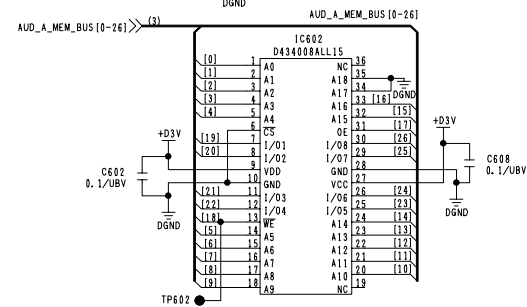 DGND
AUD_A_MEM_BUS[0-26] (3) AUD_A_MEM_BUS[0-26]
IC602
D434008ALL15
[0] 1 A0 NC 36
[1] 2 A1 A18 35
[2] 3 A2 A17 34 DGND
[3] 4 A3 A16 33 [16]
[4] 5 A4 A15 32 [15]
+D3V 6 CS OE 31 [17] +D3V
[19] 7 I/O1 I/O8 30 [26]
[20] 8 I/O2 I/O7 29 [25]
C602 9 VDD GND 28 C608
0.1/UBV 10 GND VCC 27 0.1/UBV
[21] 11 I/O3 I/O6 26 [24]
[22] 12 I/O4 I/O5 25 [23]
DGND [18] 13 WE A14 24 [14] DGND
[5] 14 A5 A13 23 [13]
[6] 15 A6 A12 22 [12]
[7] 16 A7 A11 21 [11]
[8] 17 A8 A10 20 [10]
[9] 18 A9 NC 19
TP602